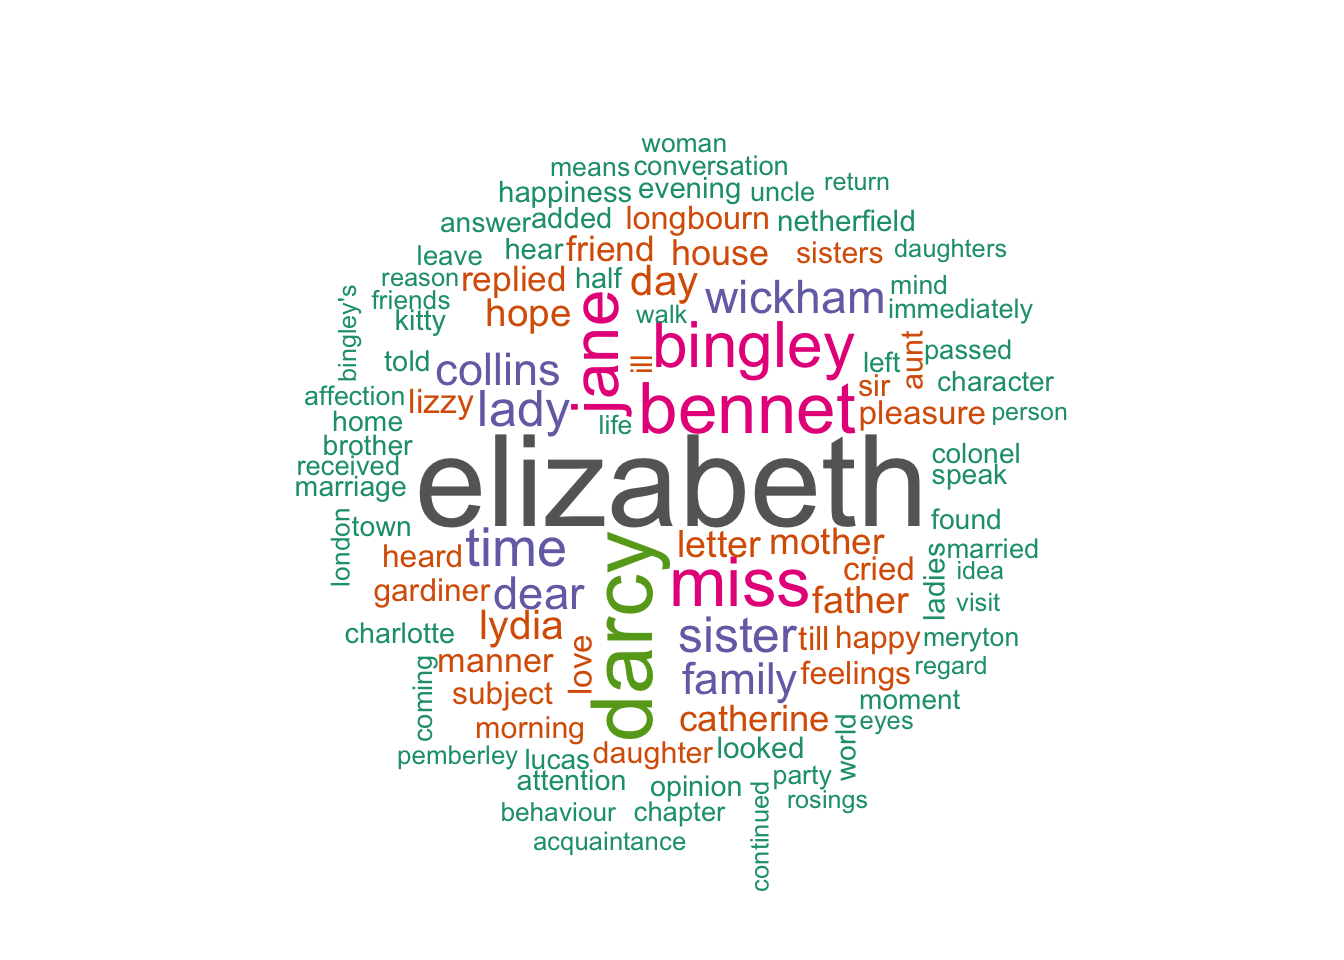 woman
means conversation
happiness evening uncle return
answer added longbourn netherfield
leave hear friend house sisters daughters
reason replied half day wickham mind
bingley's friends hope walk immediately
kitty jane bingley
told collins ill left aunt passed
affection lizzy lady bennet sir character
home life pleasure person
brother elizabeth colonel
received speak
marriage
london town time letter mother found married
heard miss cried ladies idea
gardiner dear darcy father visit
charlotte lydia sister till happy meryton
coming manner love family feelings regard
subject moment
morning catherine world eyes
pemberley lucas daughter looked
attention opinion party
behaviour chapter continued rosings
acquaintance